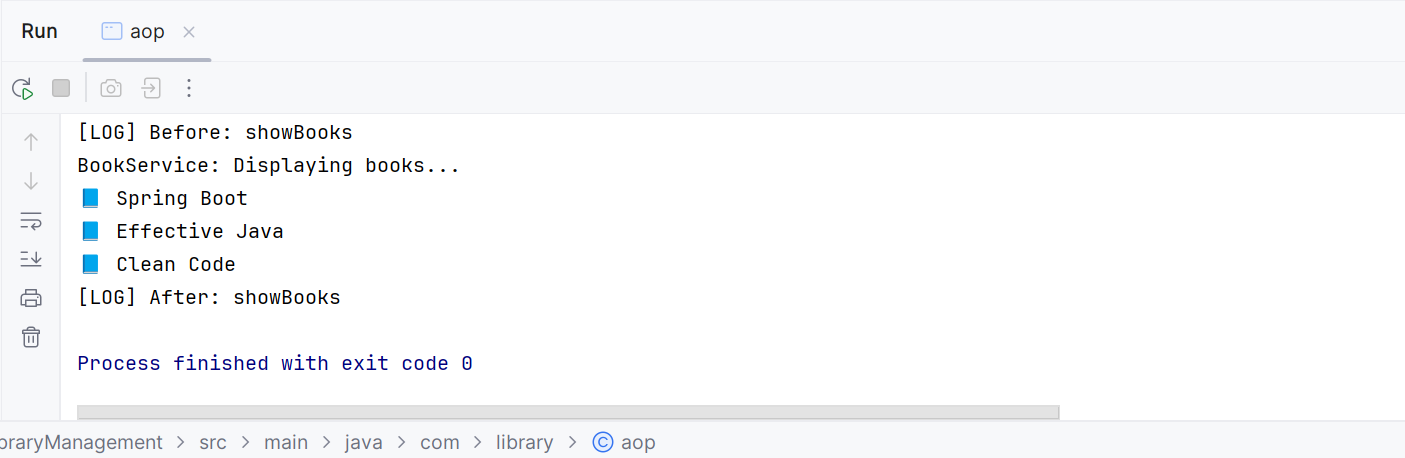 Run aop
[LOG] Before: showBooks
BookService: Displaying books...
📘 Spring Boot
📘 Effective Java
📘 Clean Code
[LOG] After: showBooks
Process finished with exit code 0
braryManagement > src > main > java > com > library > © aop